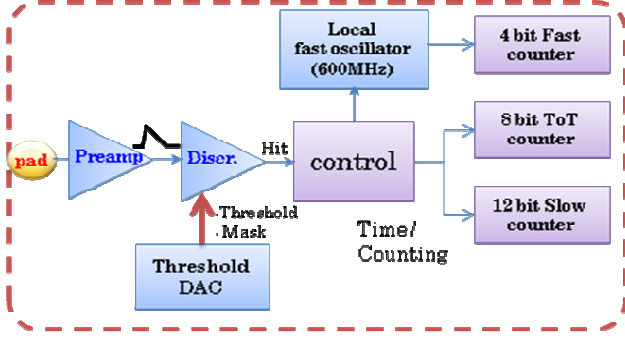 Local
fast oscillator
(600MHz)
4 bit Fast
counter
pad
Preamp
Discr.
Hit
control
8 bit ToT
counter
12 bit Slow
counter
.Threshold
.Mask
Time/
Counting
Threshold
DAC